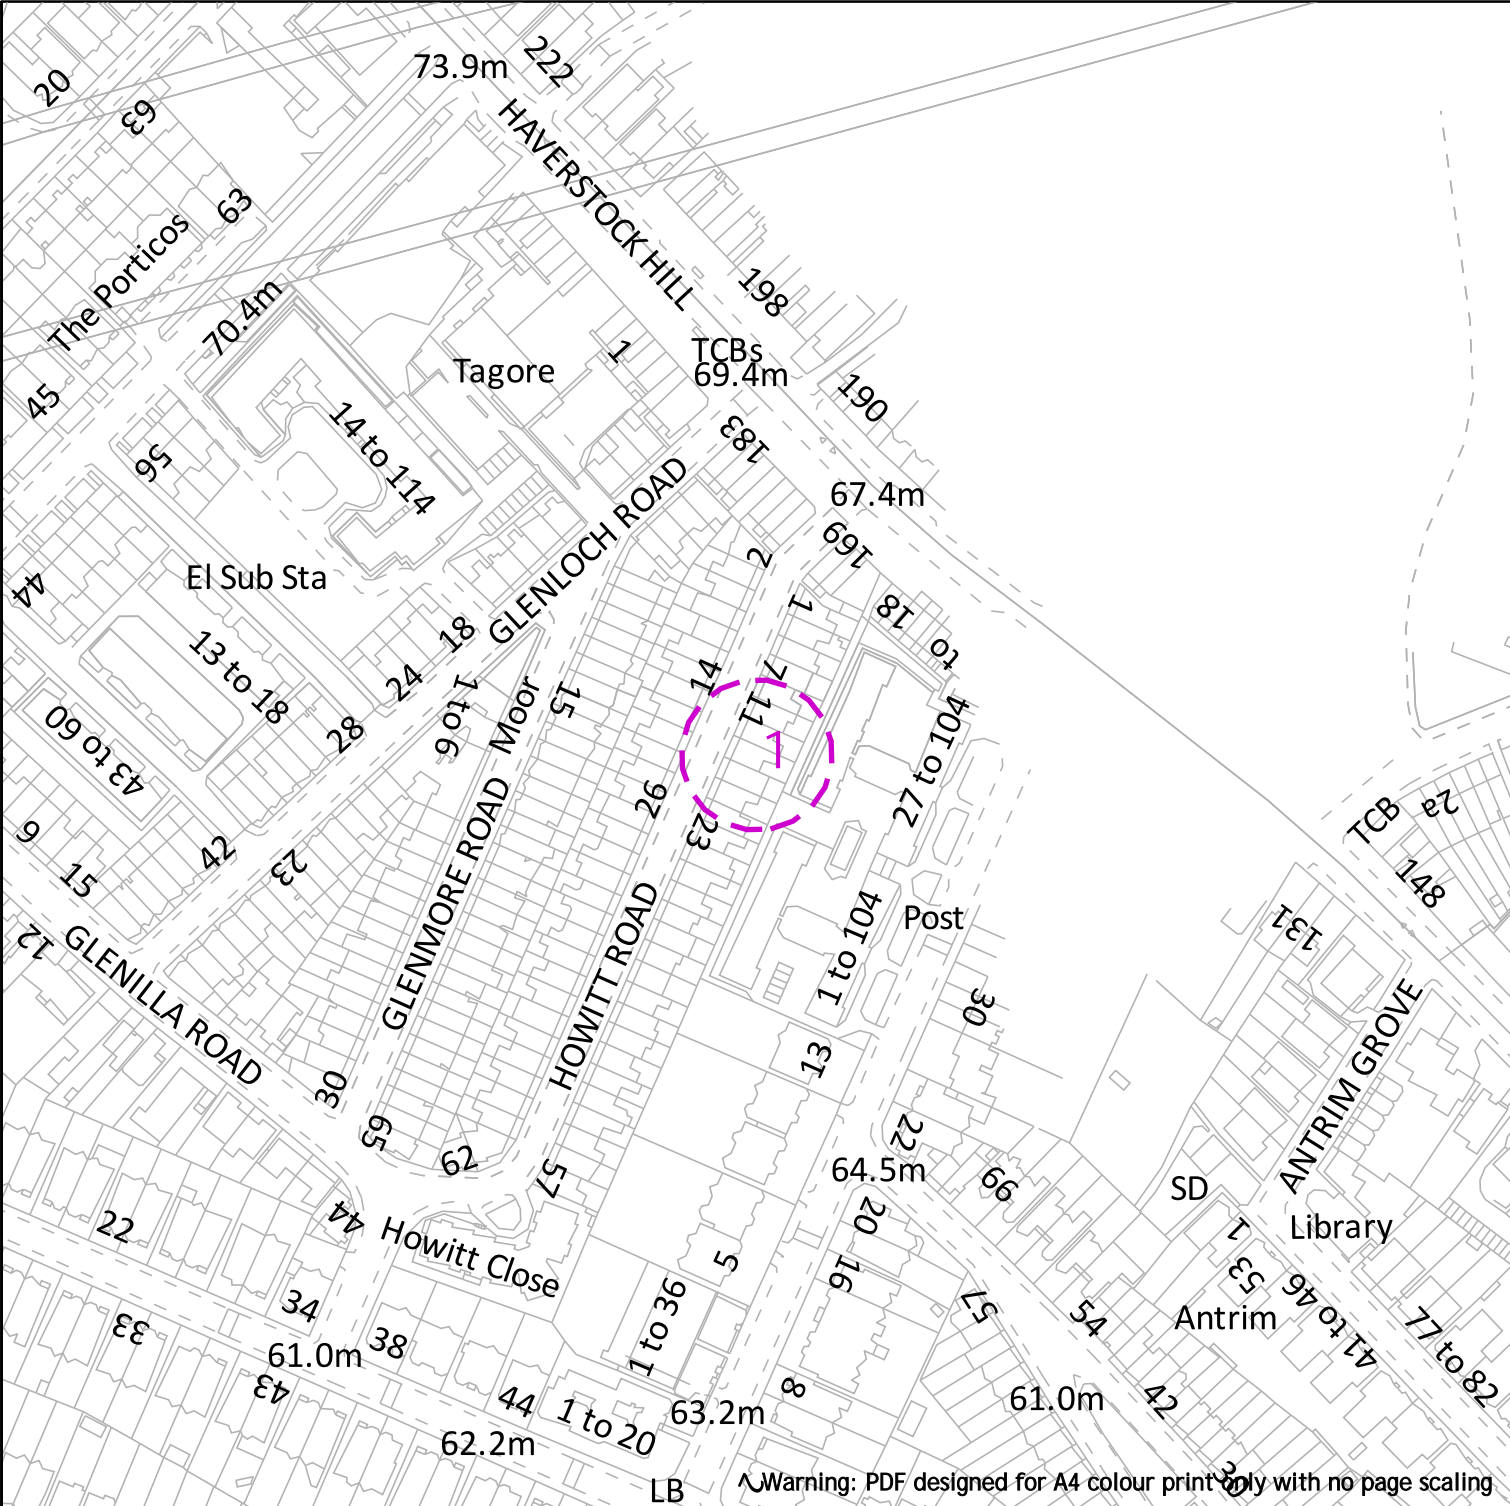 222
73.9m
20
63
HAVERSTOCK HILL
63
The Porticos
70.4m
198
TCBs
69.4m
1
Tagore
45
190
14 to 114
183
56
67.4m
GLENLOCH ROAD
169
2
El Sub Sta
44
1
18
to
18
13 to 18
24
14
7
15
1 to 6
Moor
11
1
27 to 104
43 to 60
28
26
23
TCB
2a
9
42
23
15
148
GLENMORE ROAD
HOWITT ROAD
1 to 104
Post
131
12
GLENILLA ROAD
30
ANTRIM GROVE
13
30
65
22
62
57
64.5m
66
SD
44
22
20
Library
1
Howitt Close
5
16
53
34
1 to 36
57
54
Antrim
41 to 46
33
38
61.0m
77 to 82
43
44
8
61.0m
42
1 to 20
63.2m
62.2m
30
LB
2
Warning: PDF designed for A4 colour print only with no page scaling